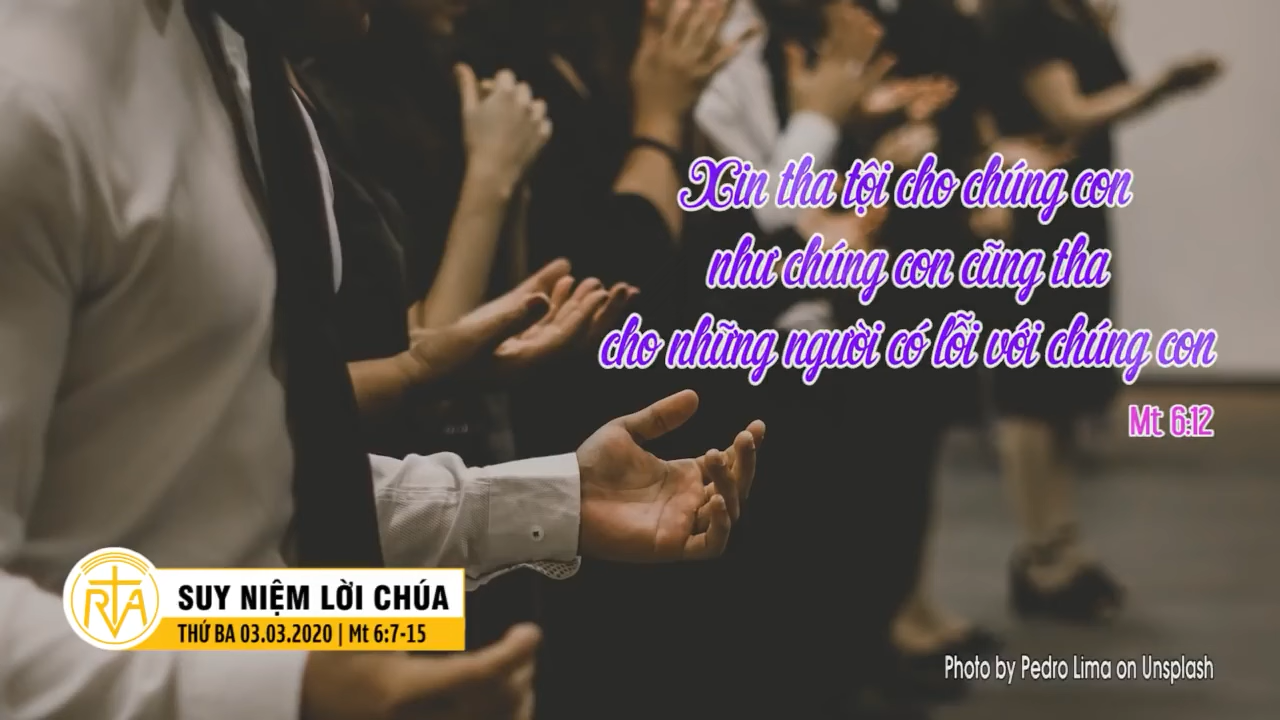 Xin tha tội cho chúng con
như chúng con cũng tha
cho những người có lỗi với chúng con
Mt 6:12
RVA
SUY NIỆM LỜI CHÚA
THỨ BA 03.03.2020 | Mt 6:7-15
Photo by Pedro Lima on Unsplash